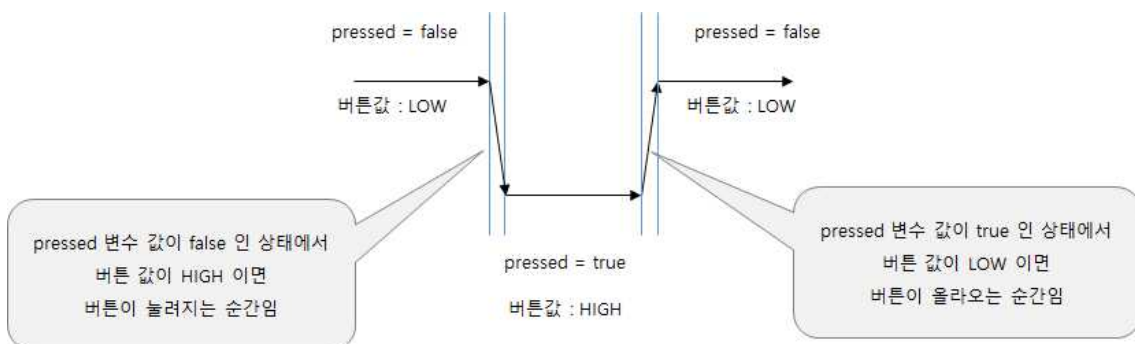 pressed = false
버튼값 : LOW
pressed = false
버튼값 : LOW
pressed 변수 값이 false 인 상태에서
버튼 값이 HIGH 이면
버튼이 눌려지는 순간임
pressed = true
버튼값 : HIGH
pressed 변수 값이 true 인 상태에서
버튼 값이 LOW 이면
버튼이 올라오는 순간임